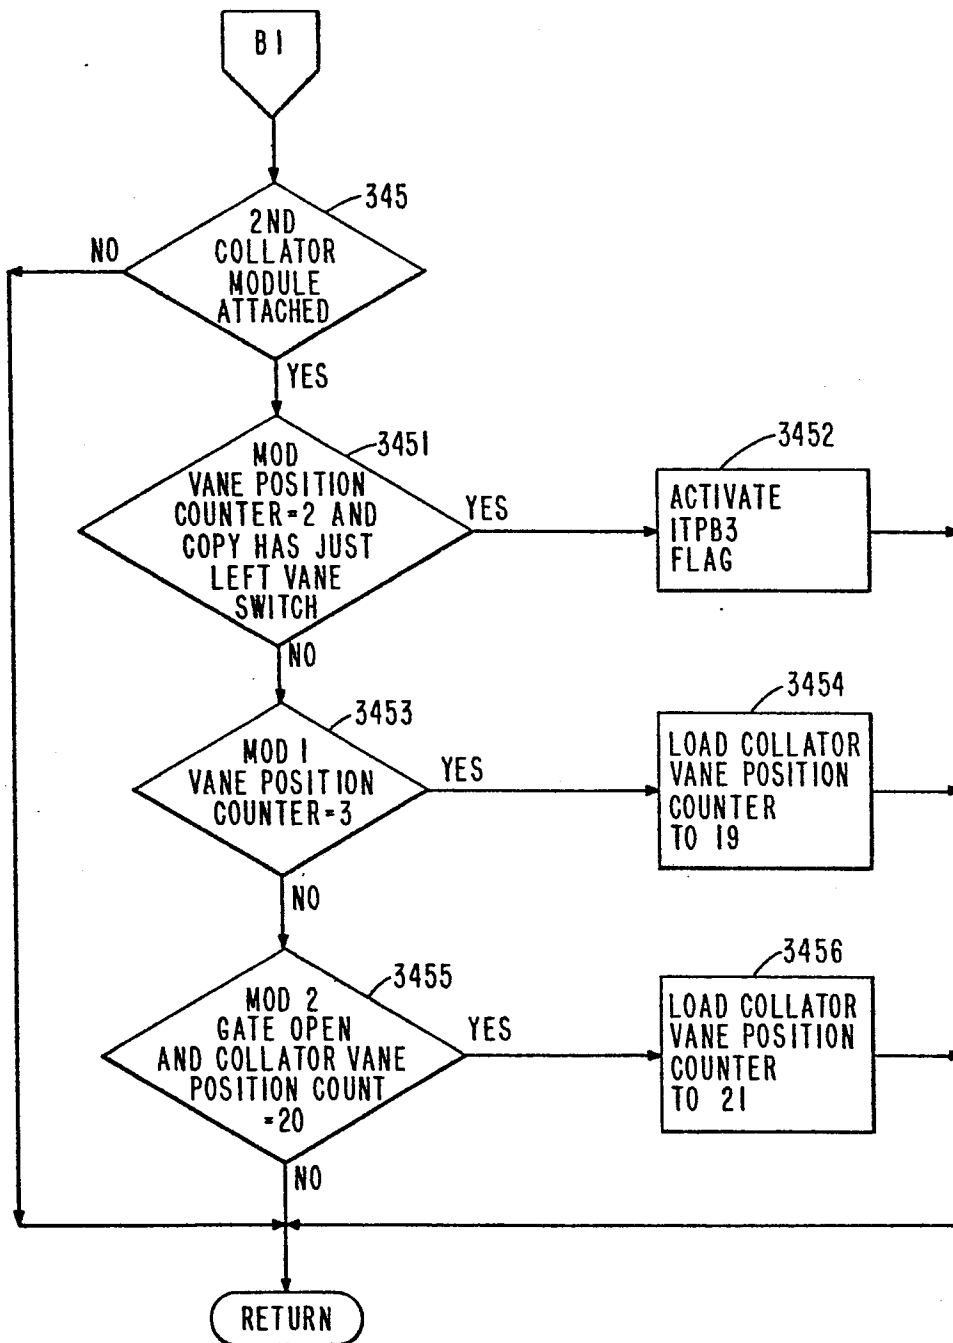 B1
345
2ND
COLLATOR
MODULE
ATTACHED
NO
YES
3451
MOD
VANE POSITION
COUNTER=2 AND
COPY HAS JUST
LEFT VANE
SWITCH
YES
3452
ACTIVATE
ITPB3
FLAG
NO
3453
MOD 1
VANE POSITION
COUNTER=3
YES
3454
LOAD COLLATOR
VANE POSITION
COUNTER
TO 19
NO
3455
MOD 2
GATE OPEN
AND COLLATOR VANE
POSITION COUNT
=20
YES
3456
LOAD COLLATOR
VANE POSITION
COUNTER
TO 21
NO
RETURN